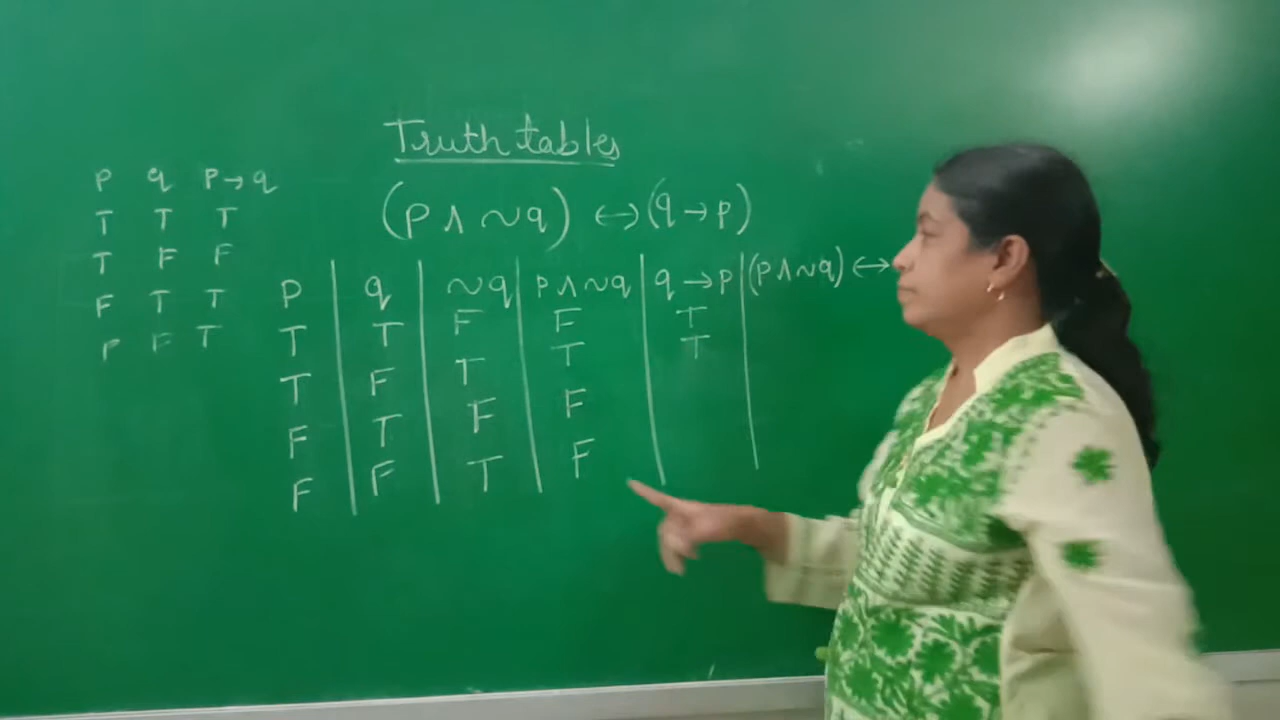 Truth tables
(p ∧ ~q) ↔ (q → p)
P q P → q
T T T
T F F
F T T
F F T
P q ~q P ∧ ~q q → P (P ∧ ~q) ↔
T T F F T
T F T T T
F T F F
F F T F